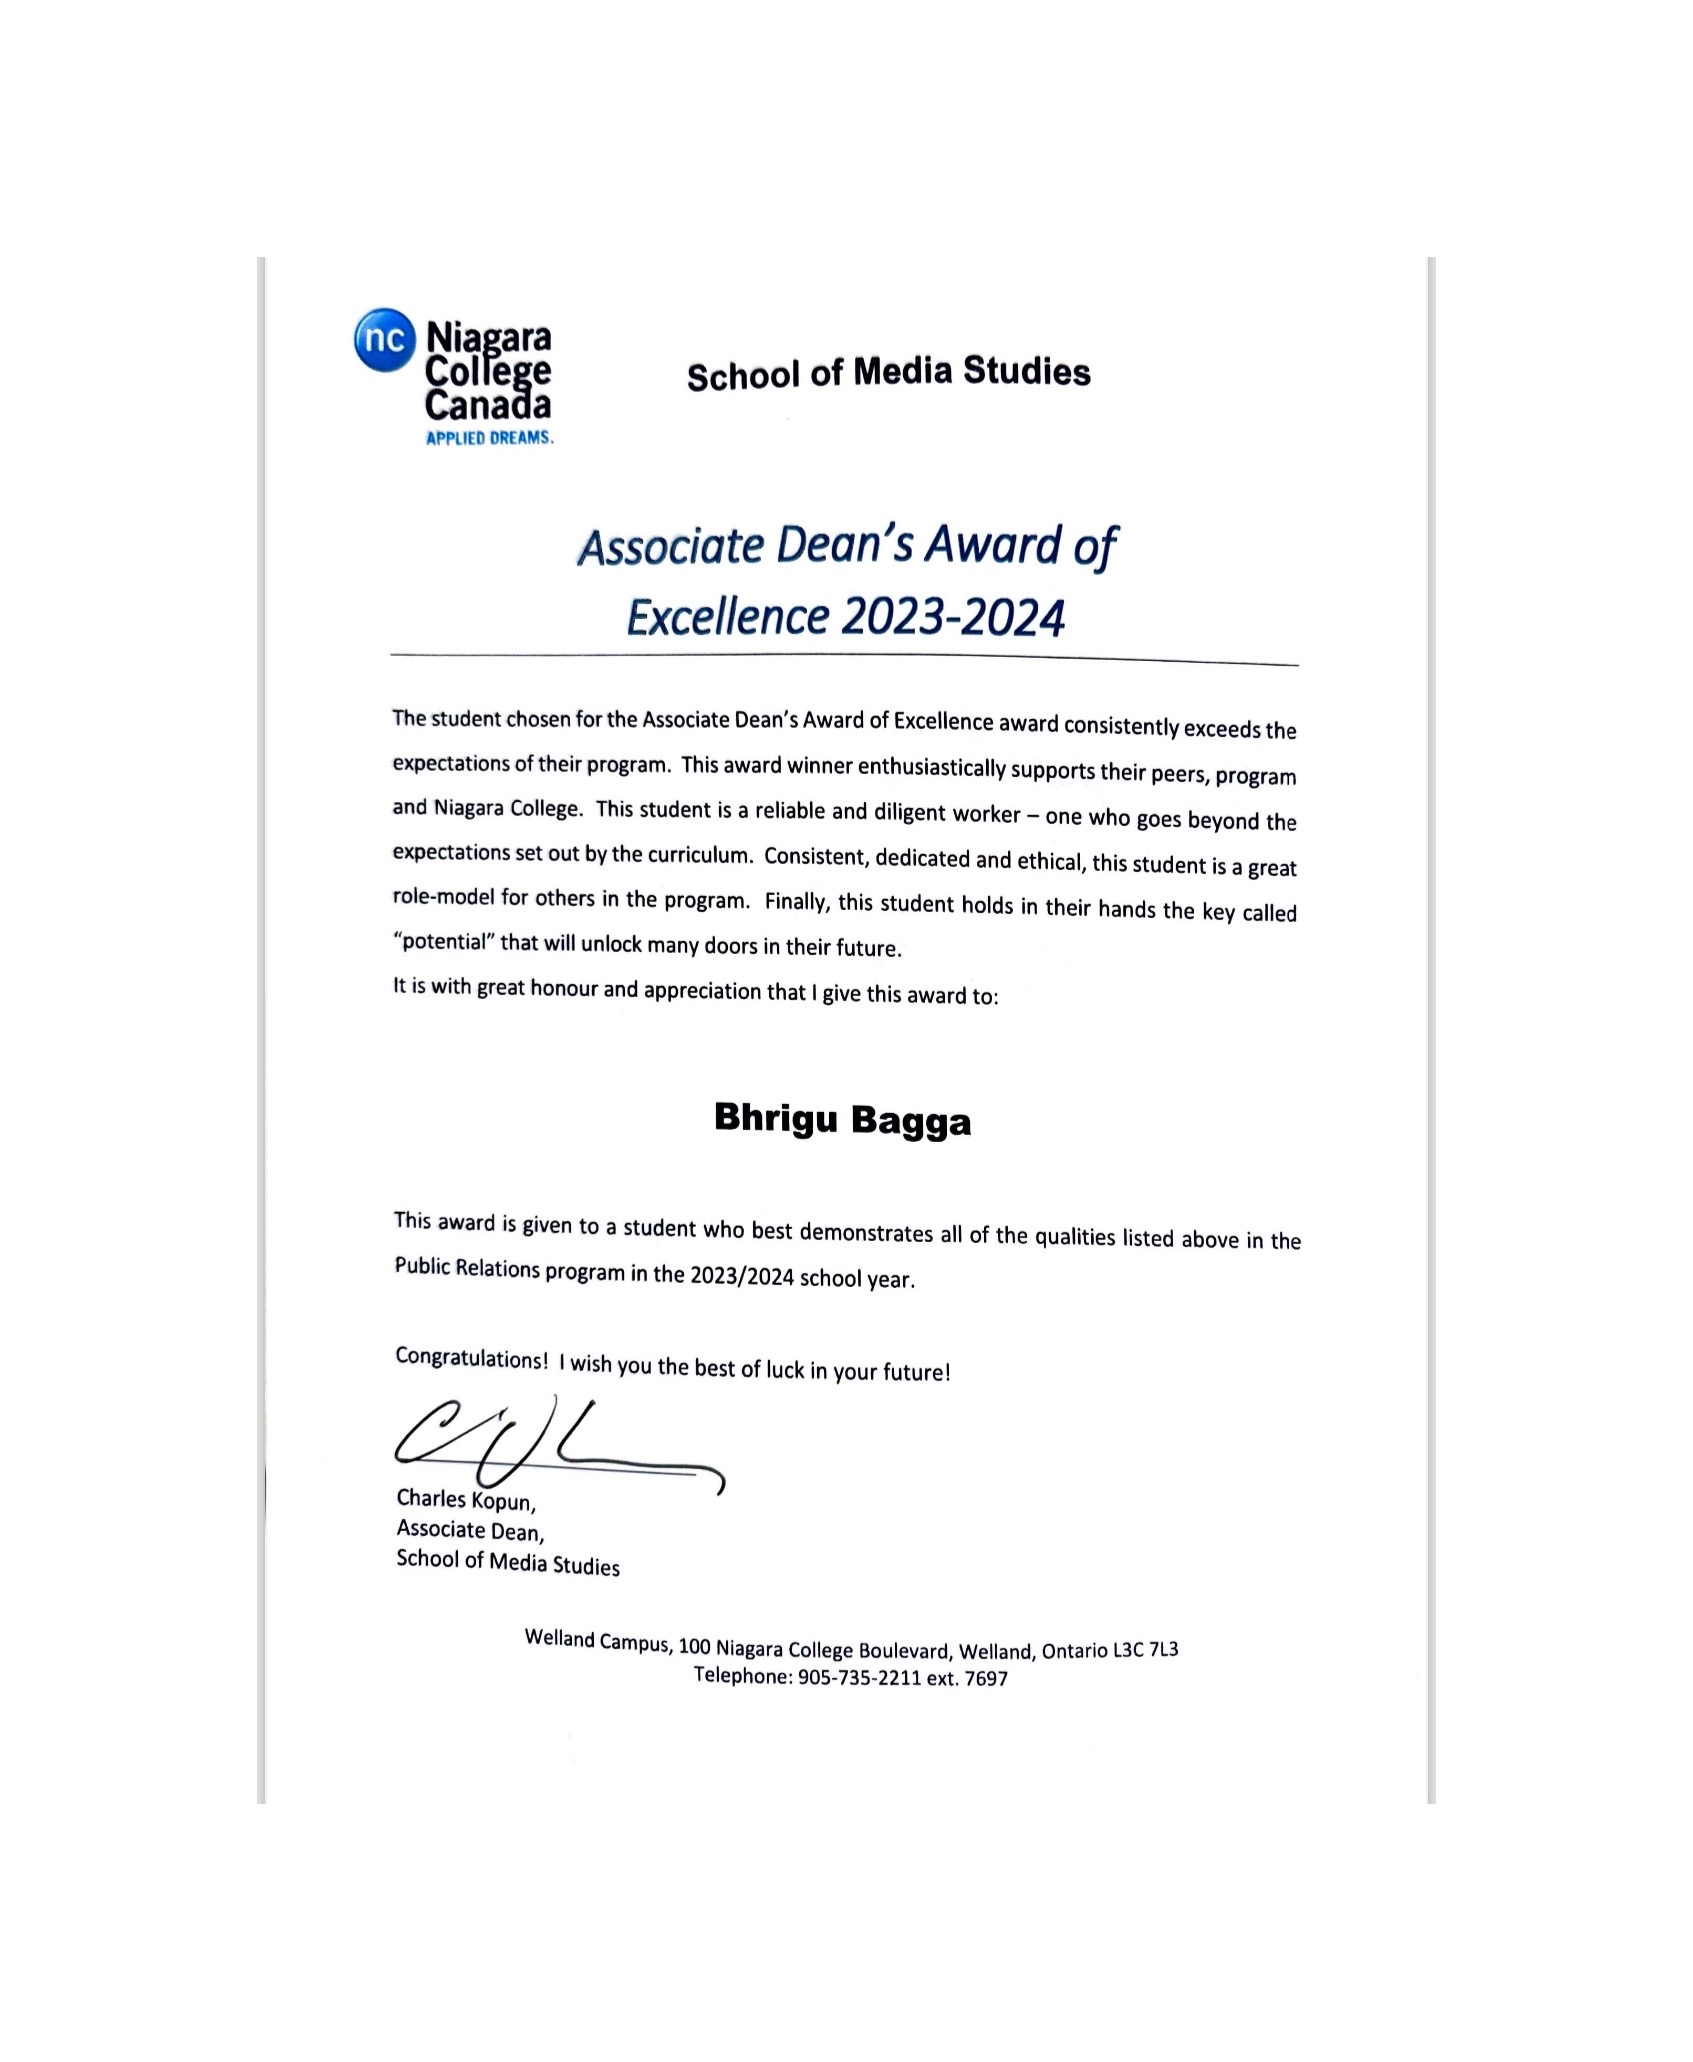 nc
Niagara
College
Canada
APPLIED DREAMS.
School of Media Studies
Associate Dean's Award of
Excellence 2023-2024
The student chosen for the Associate Dean's Award of Excellence award consistently exceeds the
expectations of their program. This award winner enthusiastically supports their peers, program
and Niagara College. This student is a reliable and diligent worker – one who goes beyond the
expectations set out by the curriculum. Consistent, dedicated and ethical, this student is a great
role-model for others in the program. Finally, this student holds in their hands the key called
"potential" that will unlock many doors in their future.
It is with great honour and appreciation that I give this award to:
Bhrigu Bagga
This award is given to a student who best demonstrates all of the qualities listed above in the
Public Relations program in the 2023/2024 school year.
Congratulations! I wish you the best of luck in your future!
Charles Kopun,
Associate Dean,
School of Media Studies
Welland Campus, 100 Niagara College Boulevard, Welland, Ontario L3C 7L3
Telephone: 905-735-2211 ext. 7697